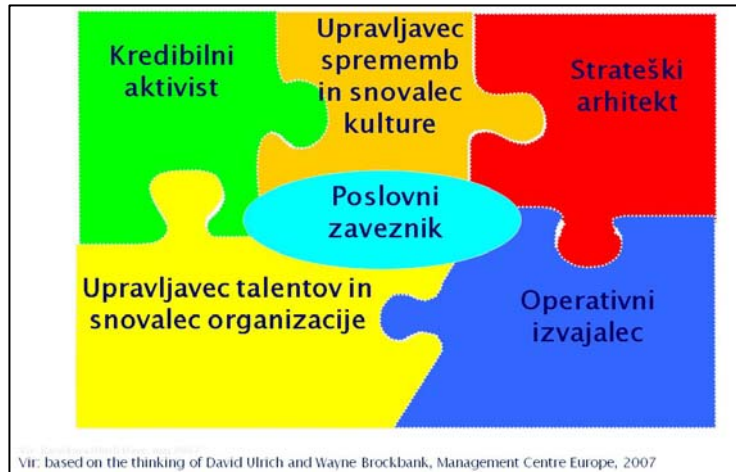 Kredibilni
aktivist
Upravljavec
sprememb
in snovalec
kulture
Strateški
arhitekt
Poslovni
zaveznik
Upravljavec talentov in
snovalec organizacije
Operativni
izvajalec
Vir: based on the thinking of David Ulrich and Wayne Brockbank, Management Centre Europe, 2007